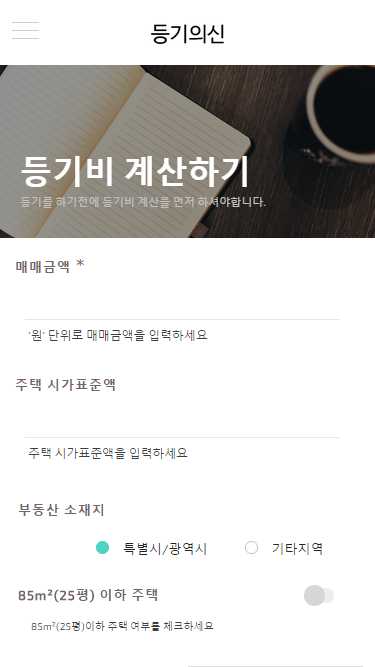 등기의신
등기비 계산하기
등기를 하기전에 등기비 계산을 먼저 하셔야합니다.
매매금액 *
'원' 단위로 매매금액을 입력하세요
주택 시가표준액
주택 시가표준액을 입력하세요
부동산 소재지
특별시/광역시 기타지역
85m²(25평) 이하 주택
85m²(25평)이하 주택 여부를 체크하세요